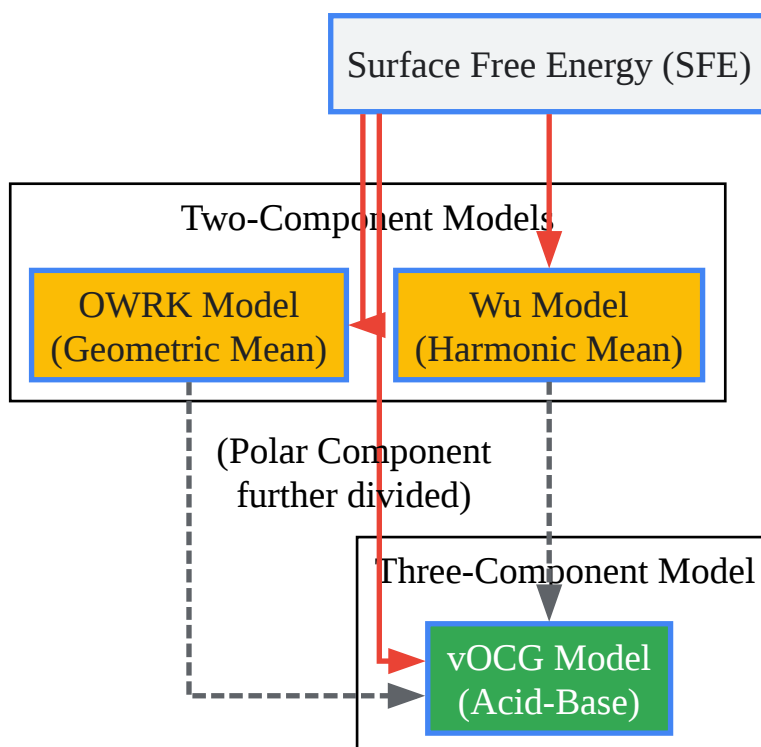 Surface Free Energy (SFE)
Two-Component Models
OWRK Model
(Geometric Mean)
Wu Model
(Harmonic Mean)
(Polar Component
further divided)
Three-Component Model
vOCG Model
(Acid-Base)